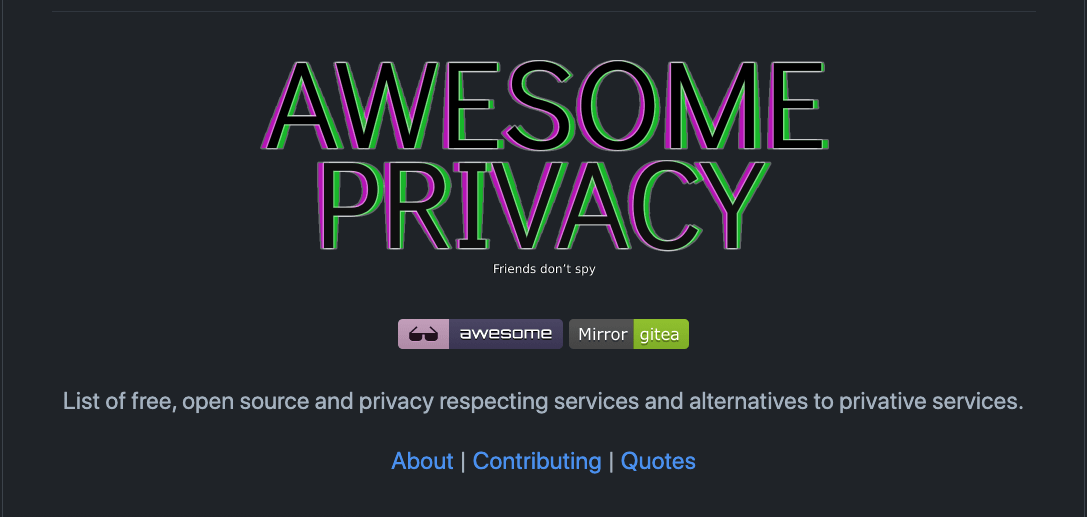 AWESOME
PRIVACY
Friends don’t spy
awesome Mirror gitea
List of free, open source and privacy respecting services and alternatives to privative services.
About | Contributing | Quotes